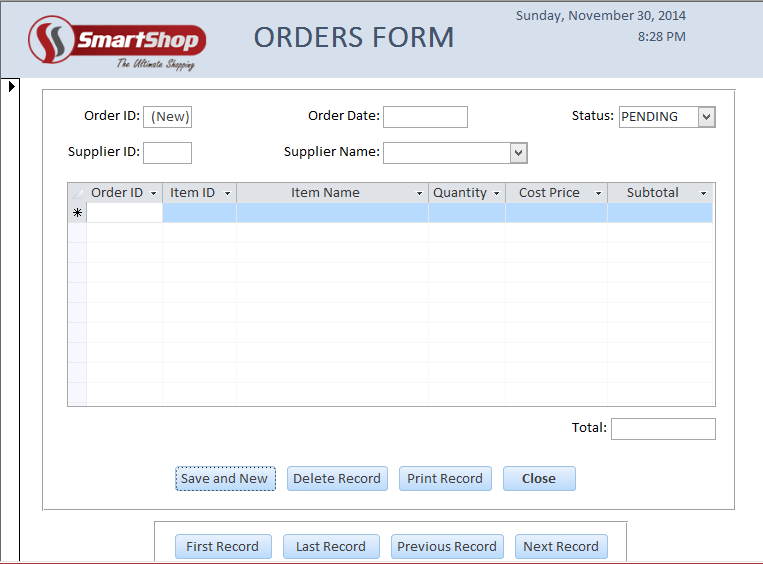 SmartShop
The Ultimate Shopping
ORDERS FORM
Sunday, November 30, 2014
8:28 PM
Order ID: (New) Order Date: Status: PENDING
Supplier ID: Supplier Name:
Order ID Item ID Item Name Quantity Cost Price Subtotal
Total:
Save and New Delete Record Print Record Close
First Record Last Record Previous Record Next Record